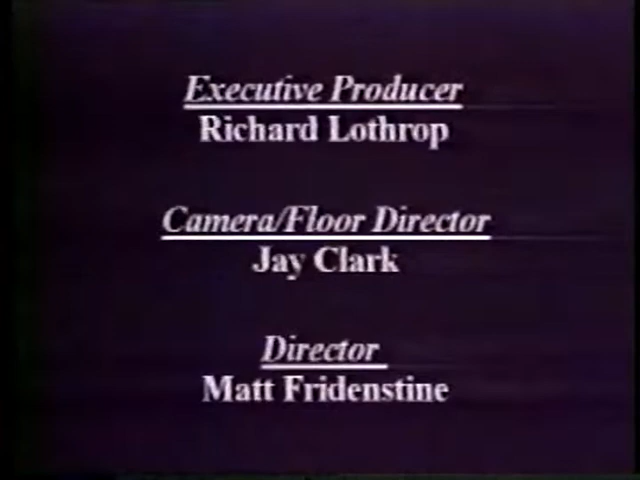 Executive Producer
Richard Lothrop
Camera/Floor Director
Jay Clark
Director
Matt Fridenstine